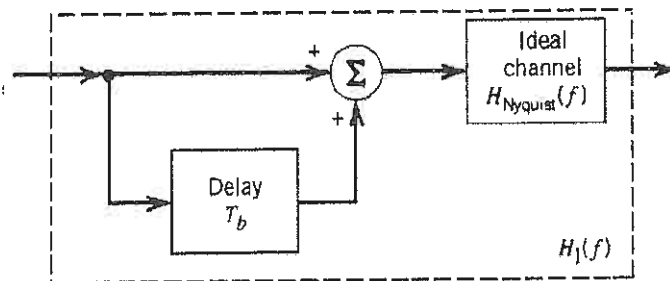 +
Σ
+
Ideal
channel
H_Nyquist(f)
Delay
T_b
H_I(f)